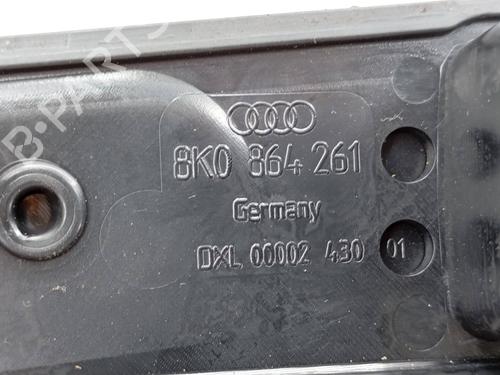 B-PARTS
8K0 864 261
Germany
DXL 00002 430 01